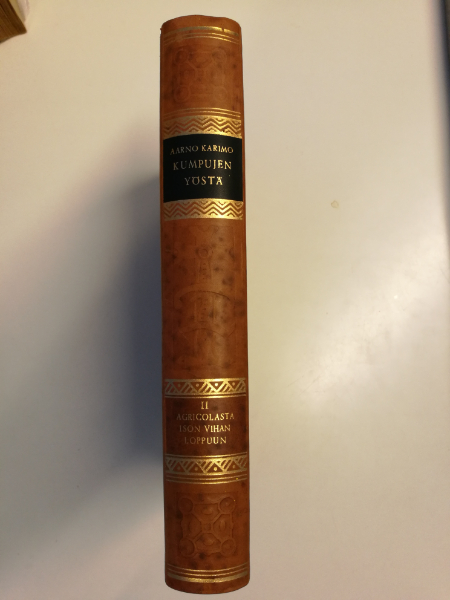 AARNO KARIMO
KUMPUJEN
YÖSTÄ
II
AGRICOLASTA
ISON VIHAN
LOPPUUN